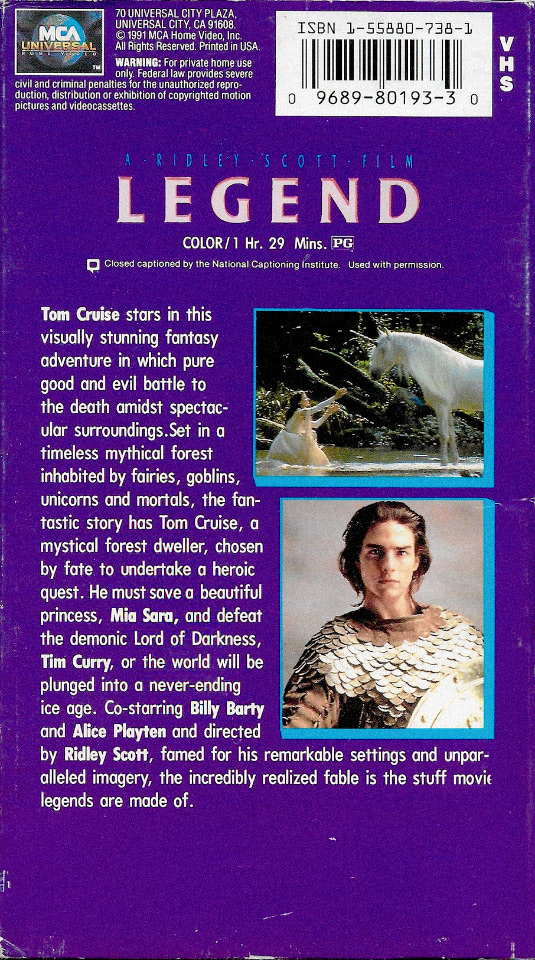 MCA
UNIVERSAL
HOME VIDEO
TM
70 UNIVERSAL CITY PLAZA,
UNIVERSAL CITY, CA 91608.
© 1991 MCA Home Video, Inc.
All Rights Reserved. Printed in USA.
WARNING: For private home use
only. Federal law provides severe
civil and criminal penalties for the unauthorized repro-
duction, distribution or exhibition of copyrighted motion
pictures and videocassettes.
ISBN 1-55880-738-1
0 9689-80193-3 0
VHS
A·RIDLEY·SCOTT·FILM
LEGEND
COLOR/1 Hr. 29 Mins. PG
Closed captioned by the National Captioning Institute. Used with permission.
Tom Cruise stars in this
visually stunning fantasy
adventure in which pure
good and evil battle to
the death amidst spectac-
ular surroundings.Set in a
timeless mythical forest
inhabited by fairies, goblins,
unicorns and mortals, the fan-
tastic story has Tom Cruise, a
mystical forest dweller, chosen
by fate to undertake a heroic
quest. He must save a beautiful
princess, Mia Sara, and defeat
the demonic Lord of Darkness,
Tim Curry, or the world will be
plunged into a never-ending
ice age. Co-starring Billy Barty
and Alice Playten and directed
by Ridley Scott, famed for his remarkable settings and unpar-
alleled imagery, the incredibly realized fable is the stuff movie
legends are made of.